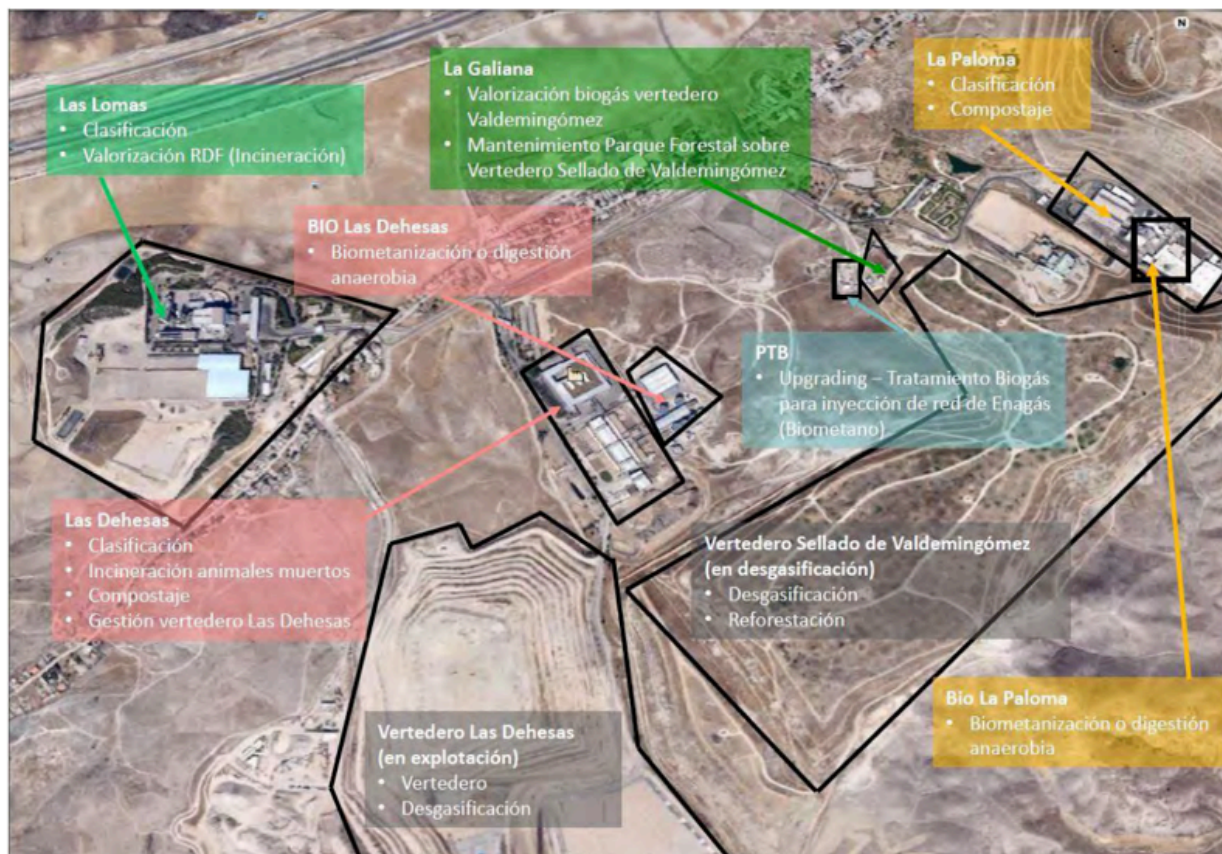 N
La Galiana
• Valorización biogás vertedero
Valdemingómez
• Mantenimiento Parque Forestal sobre
Vertedero Sellado de Valdemingómez
La Paloma
• Clasificación
• Compostaje
Las Lomas
• Clasificación
• Valorización RDF (Incineración)
BIO Las Dehesas
• Biometanización o digestión
anaerobia
PTB
• Upgrading – Tratamiento Biogás
para inyección de red de Enagás
(Biometano)
Las Dehesas
• Clasificación
• Incineración animales muertos
• Compostaje
• Gestión vertedero Las Dehesas
Vertedero Sellado de Valdemingómez
(en desgasificación)
• Desgasificación
• Reforestación
Bio La Paloma
• Biometanización o digestión
anaerobia
Vertedero Las Dehesas
(en explotación)
• Vertedero
• Desgasificación